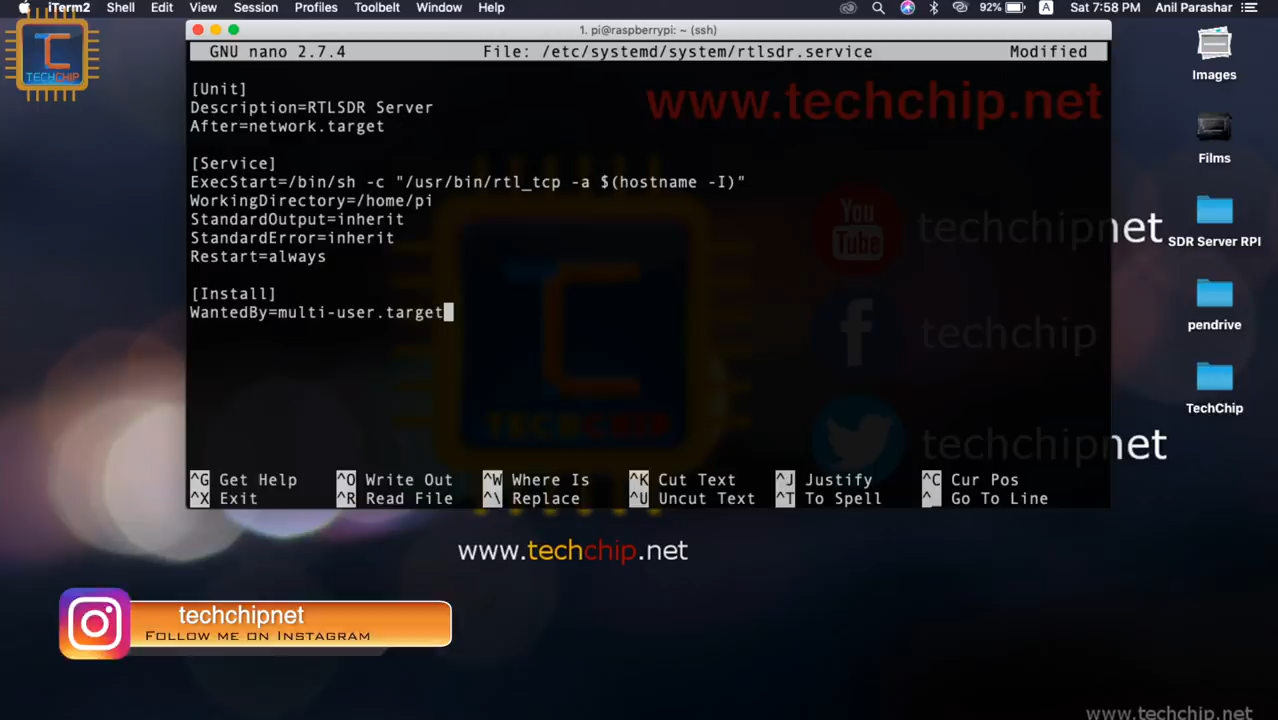 iTerm2 Shell Edit View Session Profiles Toolbelt Window Help 92% A Sat 7:58 PM Anil Parashar
TECHCHIP
1. pi@raspberrypi: ~ (ssh)
GNU nano 2.7.4 File: /etc/systemd/system/rtlsdr.service Modified
[Unit]
Description=RTLSDR Server
After=network.target
[Service]
ExecStart=/bin/sh -c "/usr/bin/rtl_tcp -a $(hostname -I)"
WorkingDirectory=/home/pi
StandardOutput=inherit
StandardError=inherit
Restart=always
[Install]
WantedBy=multi-user.target
^G Get Help ^O Write Out ^W Where Is ^K Cut Text ^J Justify ^C Cur Pos
^X Exit ^R Read File ^\ Replace ^U Uncut Text ^T To Spell ^_ Go To Line
www.techchip.net
You
Tube
techchipnet
techchip
techchipnet
TECHCHIP
Images
Films
SDR Server RPI
pendrive
TechChip
www.techchip.net
techchipnet
Follow me on Instagram
www.techchip.net